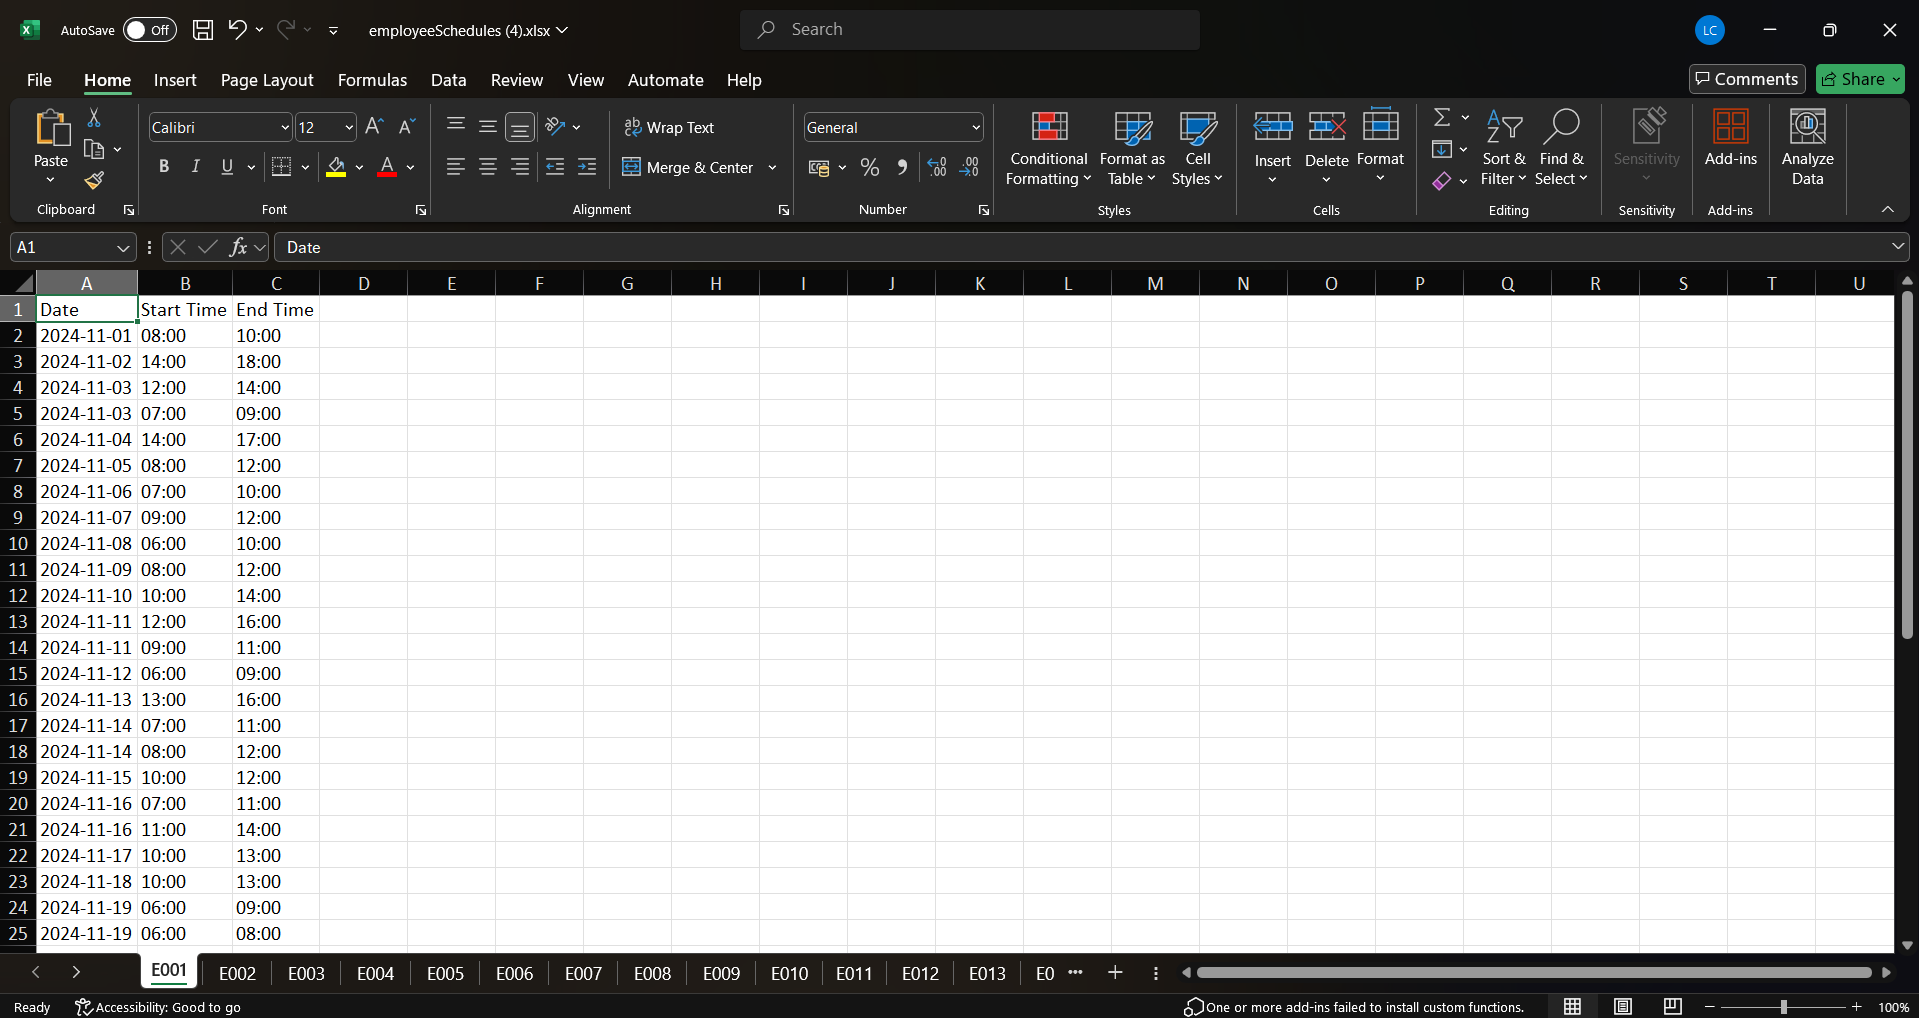 AutoSave Off employeeSchedules (4).xlsx Search LC
File Home Insert Page Layout Formulas Data Review View Automate Help Comments Share
Paste
Clipboard
Calibri 12
B I U A
Font
Wrap Text
Merge & Center
Alignment
General
% , .00
Number
Conditional Formatting
Format as Table
Cell Styles
Styles
Insert Delete Format
Cells
Sort & Filter
Find & Select
Editing
Sensitivity
Sensitivity
Add-ins
Add-ins
Analyze Data
A1 fx Date
A B C D E F G H I J K L M N O P Q R S T U
1 Date Start Time End Time
2 2024-11-01 08:00 10:00
3 2024-11-02 14:00 18:00
4 2024-11-03 12:00 14:00
5 2024-11-03 07:00 09:00
6 2024-11-04 14:00 17:00
7 2024-11-05 08:00 12:00
8 2024-11-06 07:00 10:00
9 2024-11-07 09:00 12:00
10 2024-11-08 06:00 10:00
11 2024-11-09 08:00 12:00
12 2024-11-10 10:00 14:00
13 2024-11-11 12:00 16:00
14 2024-11-11 09:00 11:00
15 2024-11-12 06:00 09:00
16 2024-11-13 13:00 16:00
17 2024-11-14 07:00 11:00
18 2024-11-14 08:00 12:00
19 2024-11-15 10:00 12:00
20 2024-11-16 07:00 11:00
21 2024-11-16 11:00 14:00
22 2024-11-17 10:00 13:00
23 2024-11-18 10:00 13:00
24 2024-11-19 06:00 09:00
25 2024-11-19 06:00 08:00
E001 E002 E003 E004 E005 E006 E007 E008 E009 E010 E011 E012 E013 E0 ...
Ready Accessibility: Good to go One or more add-ins failed to install custom functions. 100%